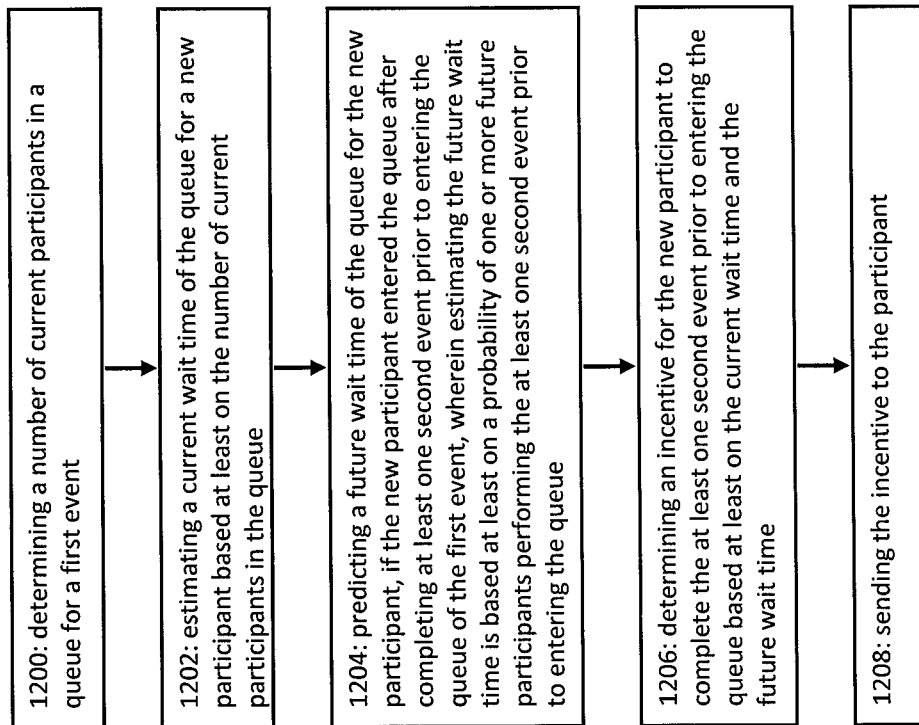 1200: determining a number of current participants in a
queue for a first event
1202: estimating a current wait time of the queue for a new
participant based at least on the number of current
participants in the queue
1204: predicting a future wait time of the queue for the new
participant, if the new participant entered the queue after
completing at least one second event prior to entering the
queue of the first event, wherein estimating the future wait
time is based at least on a probability of one or more future
participants performing the at least one second event prior
to entering the queue
1206: determining an incentive for the new participant to
complete the at least one second event prior to entering the
queue based at least on the current wait time and the
future wait time
1208: sending the incentive to the participant